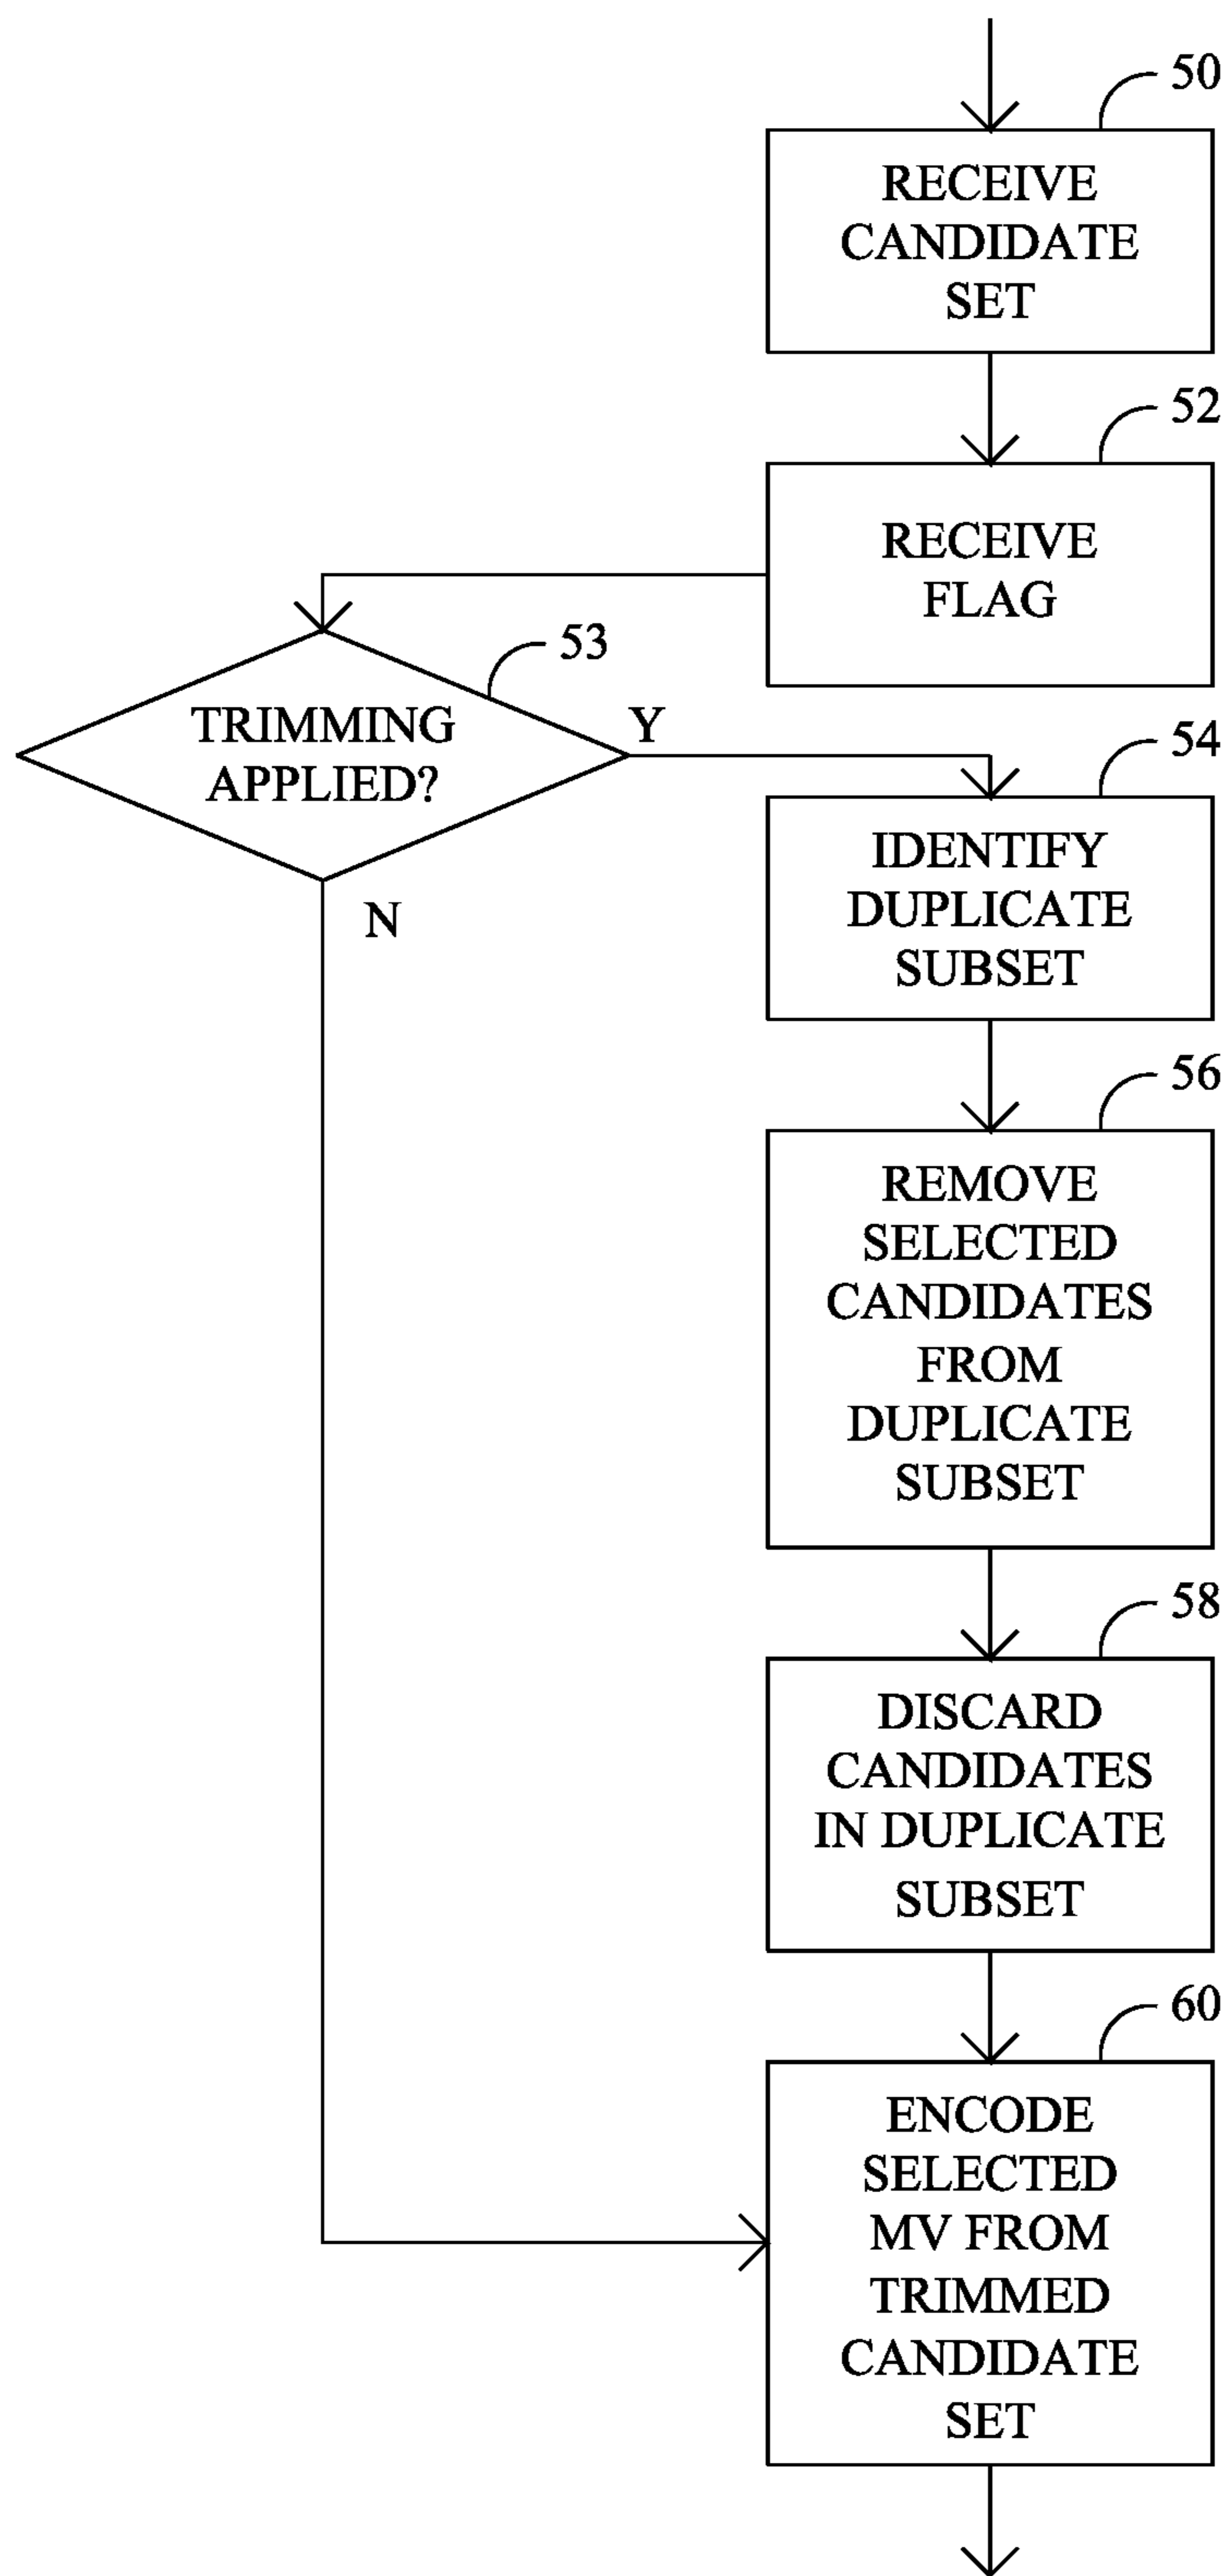 50
RECEIVE
CANDIDATE
SET
52
RECEIVE
FLAG
53
TRIMMING
APPLIED?
Y
N
54
IDENTIFY
DUPLICATE
SUBSET
56
REMOVE
SELECTED
CANDIDATES
FROM
DUPLICATE
SUBSET
58
DISCARD
CANDIDATES
IN DUPLICATE
SUBSET
60
ENCODE
SELECTED
MV FROM
TRIMMED
CANDIDATE
SET